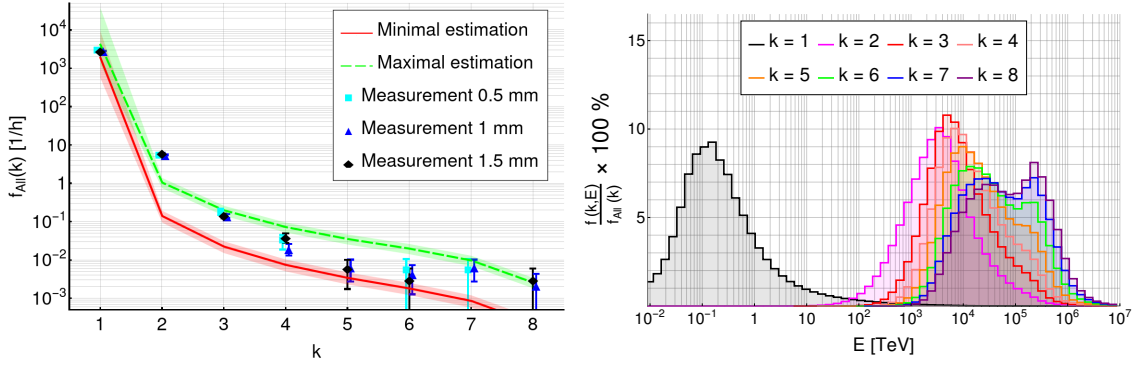 10^4
10^3
10^2
10
1
10^-1
10^-2
10^-3
f_All(k) [1/h]
Minimal estimation
Maximal estimation
Measurement 0.5 mm
Measurement 1 mm
Measurement 1.5 mm
1 2 3 4 5 6 7 8
k
15
10
5
f(k,E)
f_All(k)
× 100 %
k = 1 k = 2 k = 3 k = 4
k = 5 k = 6 k = 7 k = 8
10^-2 10^-1 1 10 10^2 10^3 10^4 10^5 10^6 10^7
E [TeV]